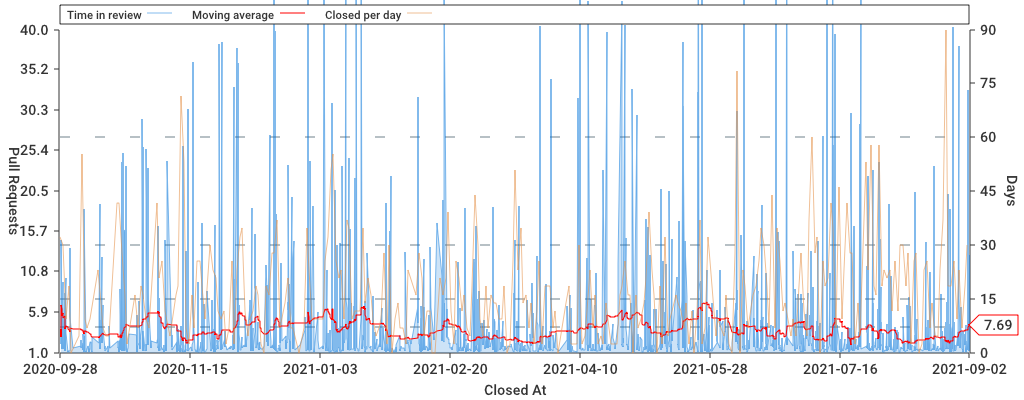 Time in review Moving average Closed per day
40.0 90
35.2 75
30.3 60
25.4
20.5 45
15.7 30
10.8 15
5.9 7.69
1.0 0
Pull Requests
Days
2020-09-28 2020-11-15 2021-01-03 2021-02-20 2021-04-10 2021-05-28 2021-07-16 2021-09-02
Closed At